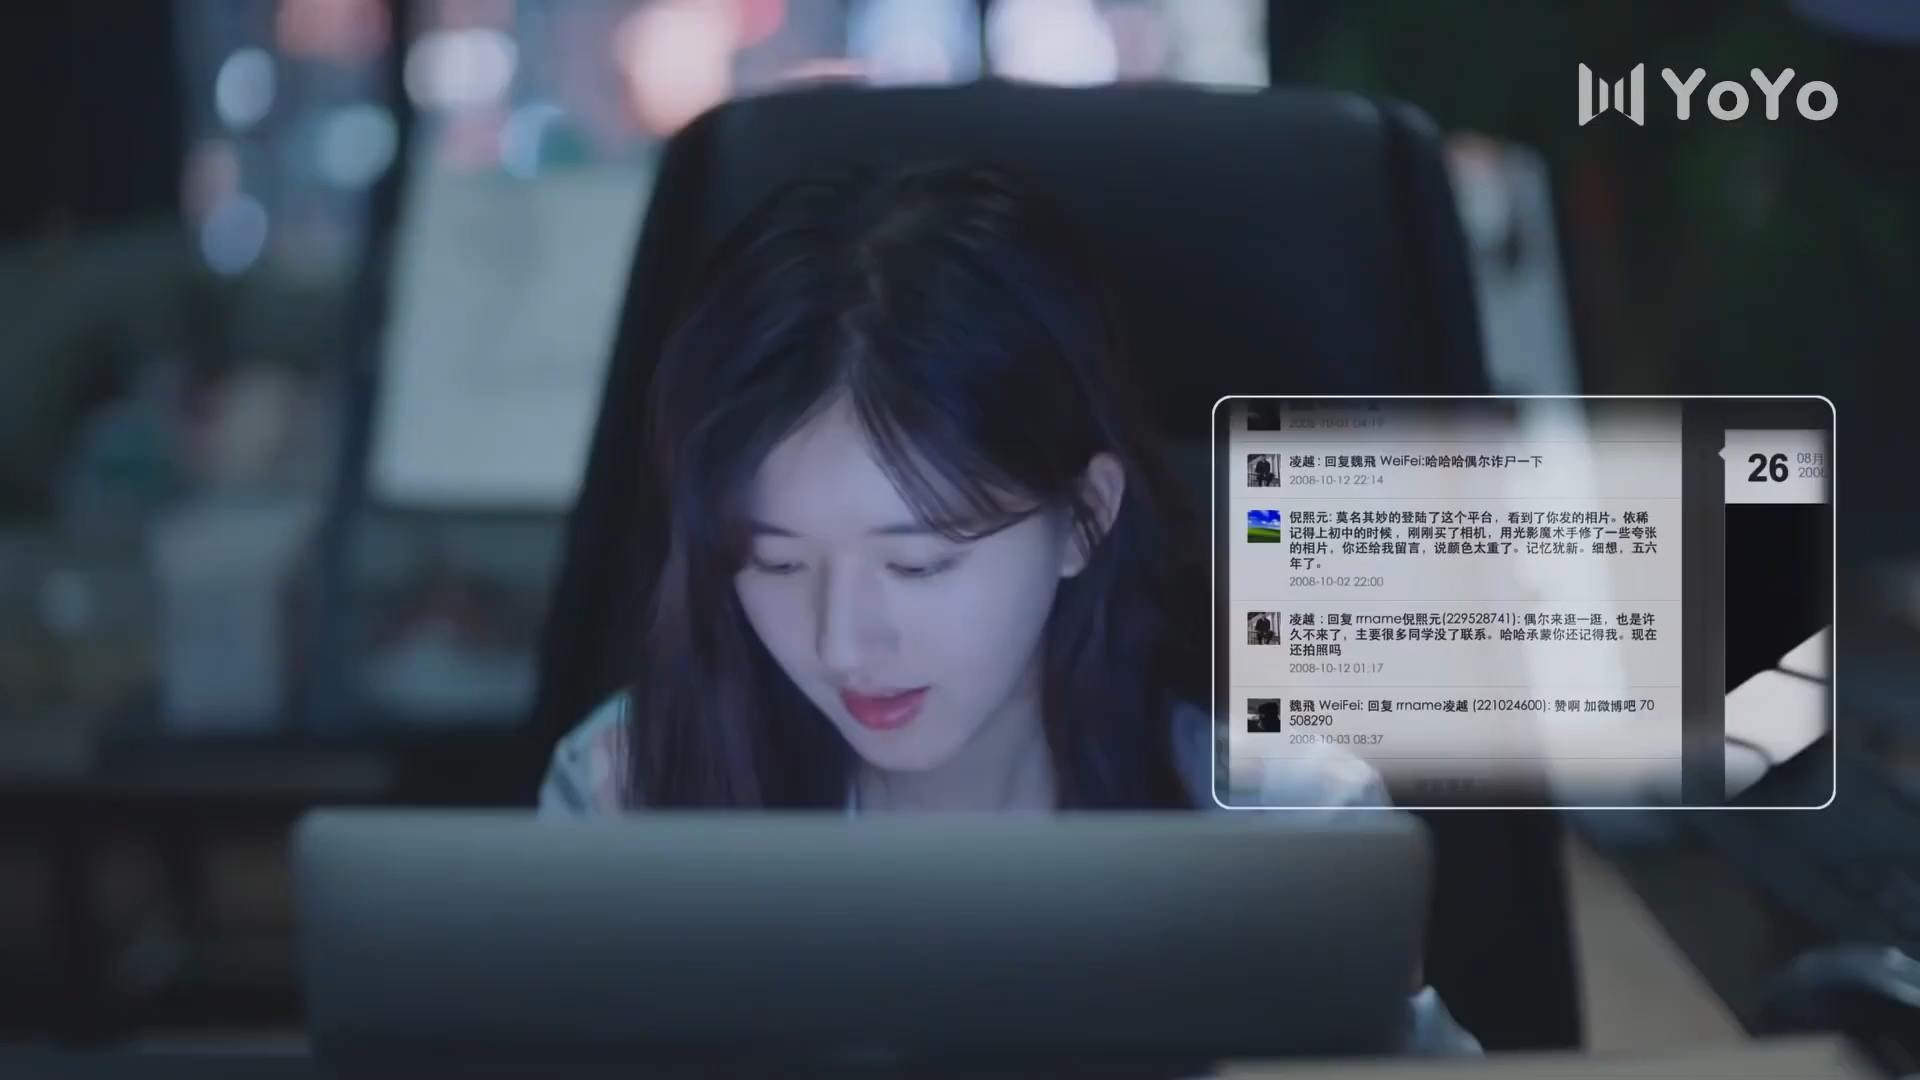 YoYo
2008-10-01 04:19
凌越 : 回复魏飛 WeiFei:哈哈哈偶尔诈尸一下
2008-10-12 22:14
倪熙元: 莫名其妙的登陆了这个平台，看到了你发的相片。依稀
记得上初中的时候，刚刚买了相机，用光影魔术手修了一些夸张
的相片，你还给我留言，说颜色太重了。记忆犹新。细想，五六
年了。
2008-10-02 22:00
凌越 : 回复 rrname倪熙元(229528741): 偶尔来逛一逛，也是许
久不来了，主要很多同学没了联系。哈哈承蒙你还记得我。现在
还拍照吗
2008-10-12 01:17
魏飛 WeiFei: 回复 rrname凌越 (221024600): 赞啊 加微博吧 70
508290
2008-10-03 08:37
26
08月
2008